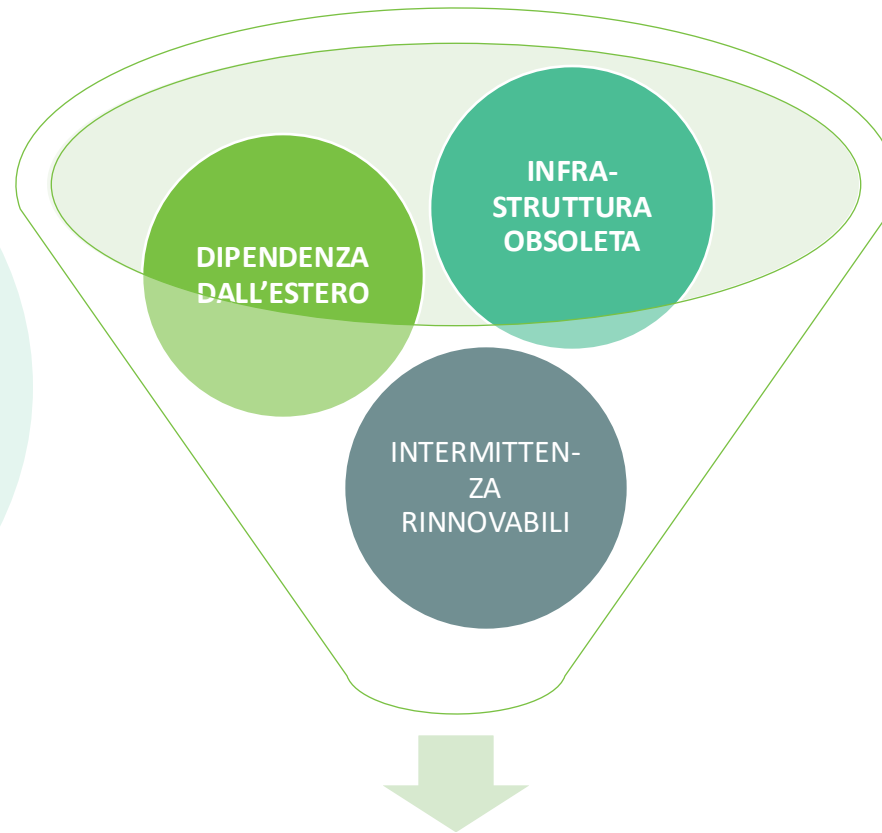 INFRA-
STRUTTURA
OBSOLETA
DIPENDENZA
DALL'ESTERO
INTERMITTEN-
ZA
RINNOVABILI